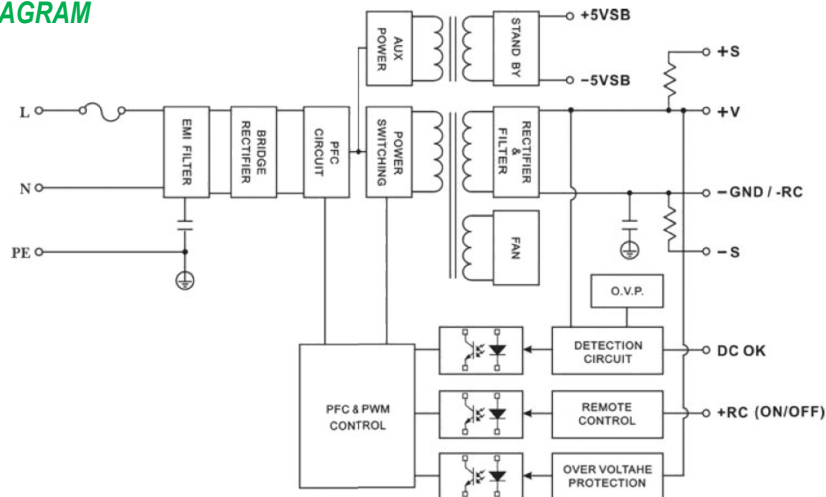 AGRAM
+5VSB
AUX
POWER
STAND BY
–5VSB
+S
L
+V
EMI FILTER
BRIDGE
RECTIFIER
PFC
CIRCUIT
POWER
SWITCHING
RECTIFIER
&
FILTER
N
–GND / -RC
FAN
PE
–S
O.V.P.
DETECTION
CIRCUIT
DC OK
PFC & PWM
CONTROL
REMOTE
CONTROL
+RC (ON/OFF)
OVER VOLTAHE
PROTECTION